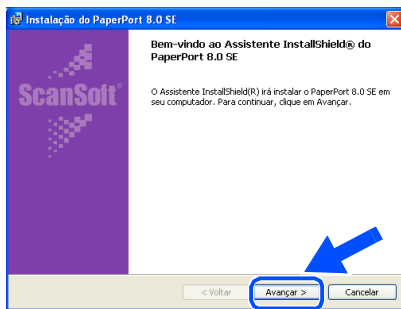 Instalação do PaperPort 8.0 SE
Bem-vindo ao Assistente InstallShield® do
PaperPort 8.0 SE
ScanSoft®
O Assistente InstallShield(R) irá instalar o PaperPort 8.0 SE em
seu computador. Para continuar, clique em Avançar.
< Voltar
Avançar >
Cancelar